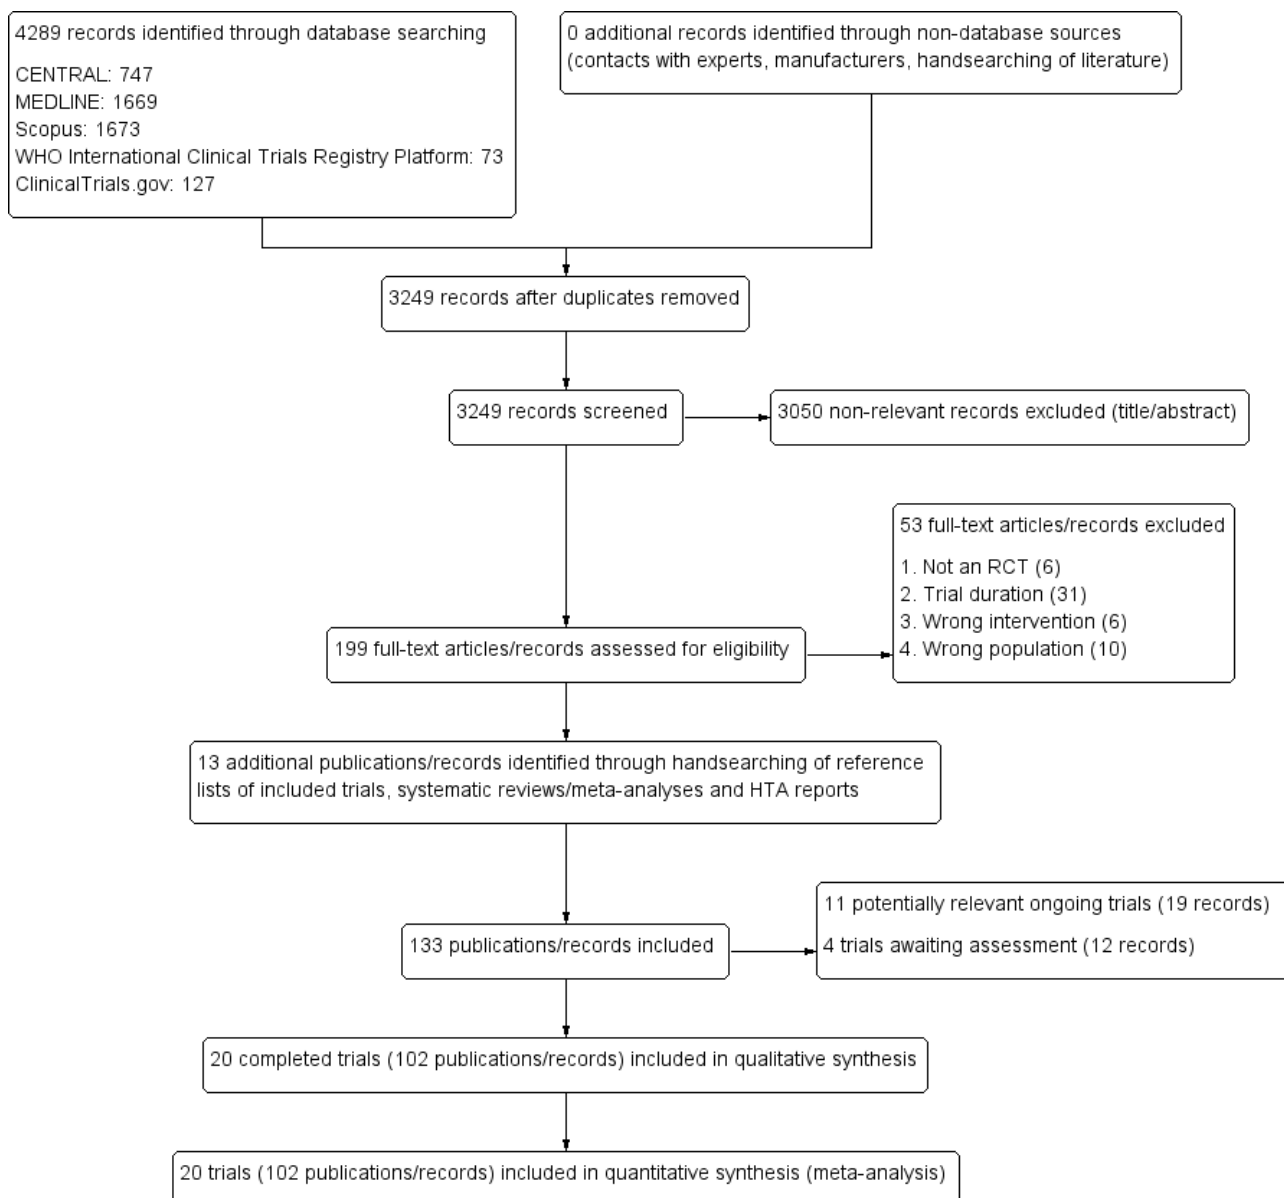 4289 records identified through database searching
CENTRAL: 747
MEDLINE: 1669
Scopus: 1673
WHO International Clinical Trials Registry Platform: 73
ClinicalTrials.gov: 127
0 additional records identified through non-database sources
(contacts with experts, manufacturers, handsearching of literature)
3249 records after duplicates removed
3249 records screened
3050 non-relevant records excluded (title/abstract)
53 full-text articles/records excluded
1. Not an RCT (6)
2. Trial duration (31)
3. Wrong intervention (6)
4. Wrong population (10)
199 full-text articles/records assessed for eligibility
13 additional publications/records identified through handsearching of reference
lists of included trials, systematic reviews/meta-analyses and HTA reports
133 publications/records included
11 potentially relevant ongoing trials (19 records)
4 trials awaiting assessment (12 records)
20 completed trials (102 publications/records) included in qualitative synthesis
20 trials (102 publications/records) included in quantitative synthesis (meta-analysis)